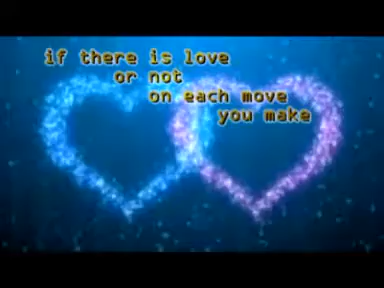 if there is love
or not
on each move
you make